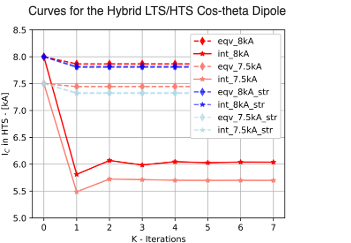 Curves for the Hybrid LTS/HTS Cos-theta Dipole
8.5
8.0
7.5
7.0
6.5
6.0
5.5
5.0
I_C in HTS - [kA]
eqv_8kA
int_8kA
eqv_7.5kA
int_7.5kA
eqv_8kA_str
int_8kA_str
eqv_7.5kA_str
int_7.5kA_str
0 1 2 3 4 5 6 7
K - Iterations